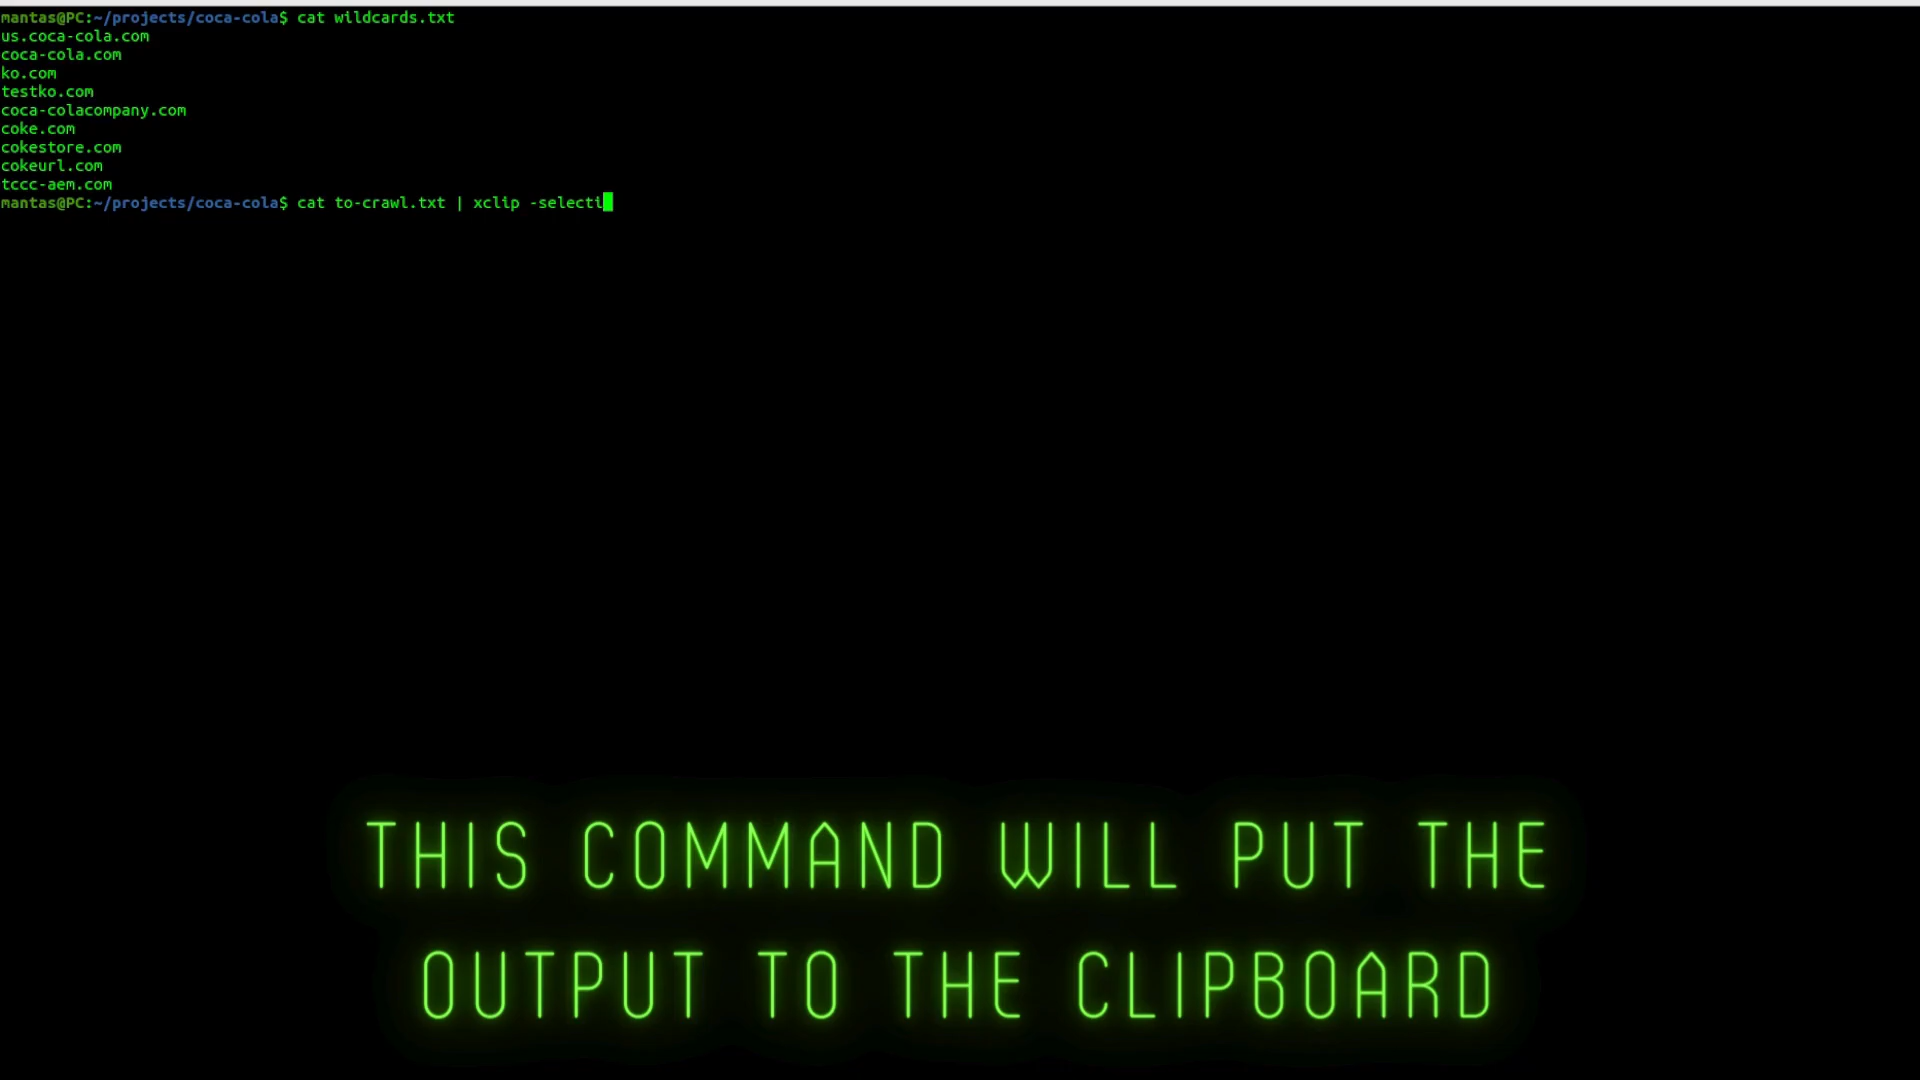 mantas@PC:~/projects/coca-cola$ cat wildcards.txt
us.coca-cola.com
coca-cola.com
ko.com
testko.com
coca-colacompany.com
coke.com
cokestore.com
cokeurl.com
tccc-aem.com
mantas@PC:~/projects/coca-cola$ cat to-crawl.txt | xclip -selecti
THIS COMMAND WILL PUT THE
OUTPUT TO THE CLIPBOARD